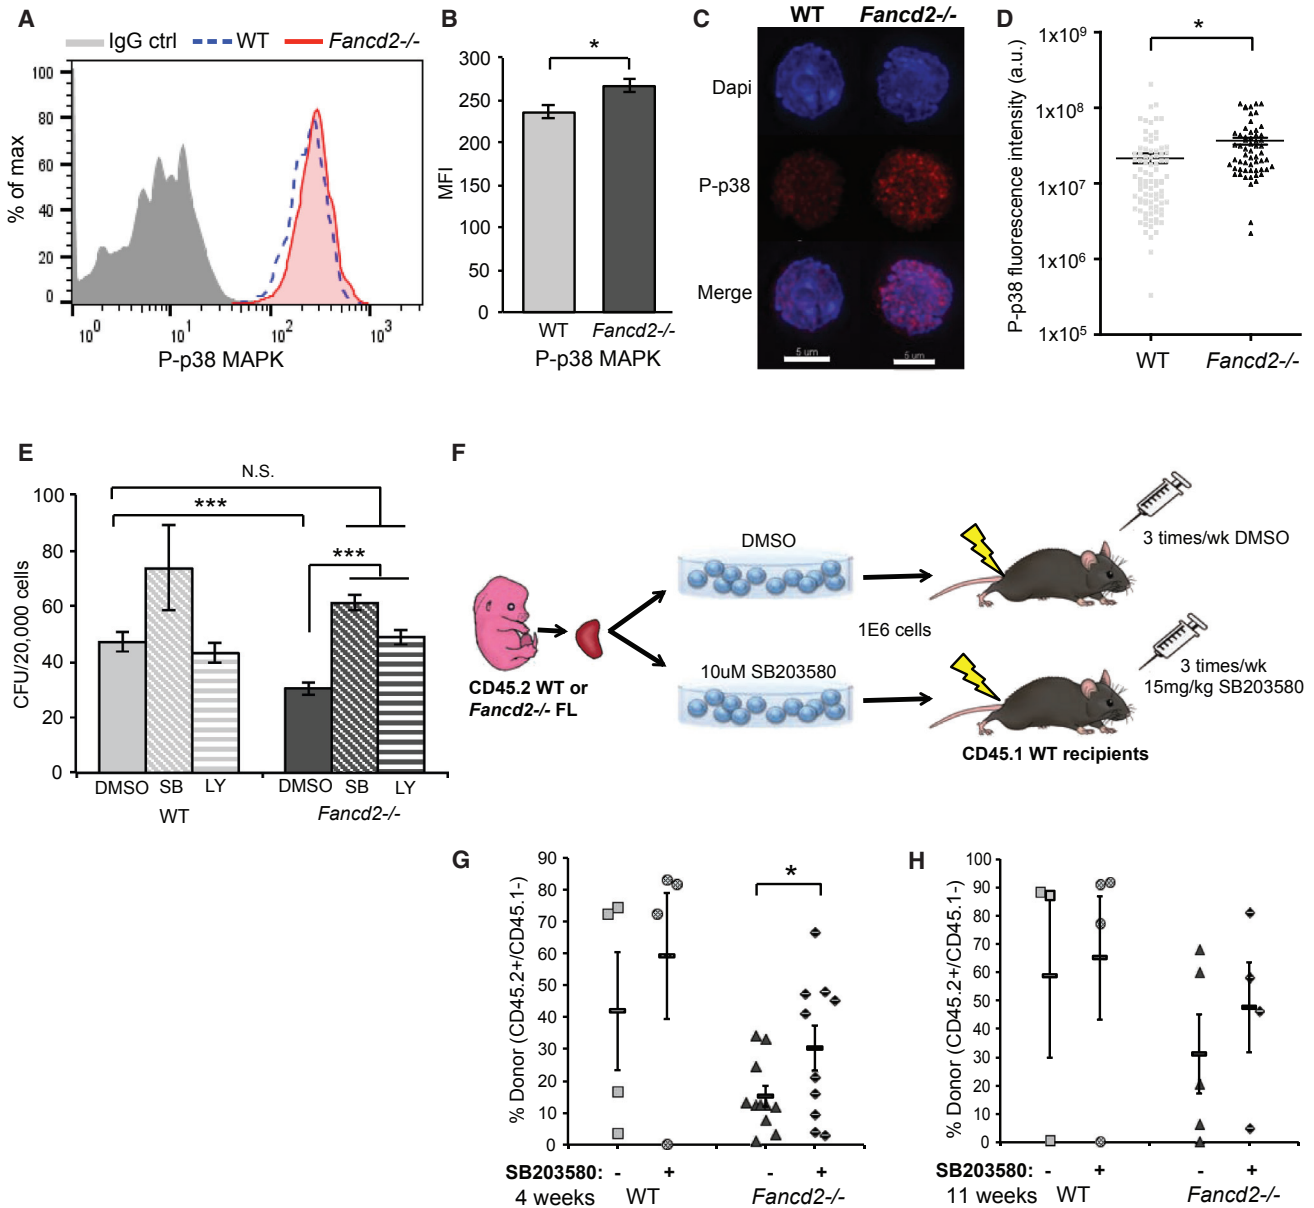 A
IgG ctrl WT Fancd2-/-
% of max
100
80
60
40
20
0
10^0 10^1 10^2 10^3
P-p38 MAPK
B
*
MFI
300
250
200
150
100
50
0
WT Fancd2-/-
P-p38 MAPK
C
WT Fancd2-/-
Dapi
P-p38
Merge
5 um 5 um
D
*
P-p38 fluorescence intensity (a.u.)
1x10^9
1x10^8
1x10^7
1x10^6
1x10^5
WT Fancd2-/-
E
N.S.
***
***
CFU/20,000 cells
100
80
60
40
20
0
DMSO SB LY DMSO SB LY
WT Fancd2-/-
F
CD45.2 WT or
Fancd2-/- FL
DMSO
1E6 cells
10uM SB203580
3 times/wk DMSO
3 times/wk
15mg/kg SB203580
CD45.1 WT recipients
G
*
% Donor (CD45.2+/CD45.1-)
90
80
70
60
50
40
30
20
10
0
SB203580: - + - +
4 weeks WT Fancd2-/-
H
% Donor (CD45.2+/CD45.1-)
100
90
80
70
60
50
40
30
20
10
0
SB203580: - + - +
11 weeks WT Fancd2-/-